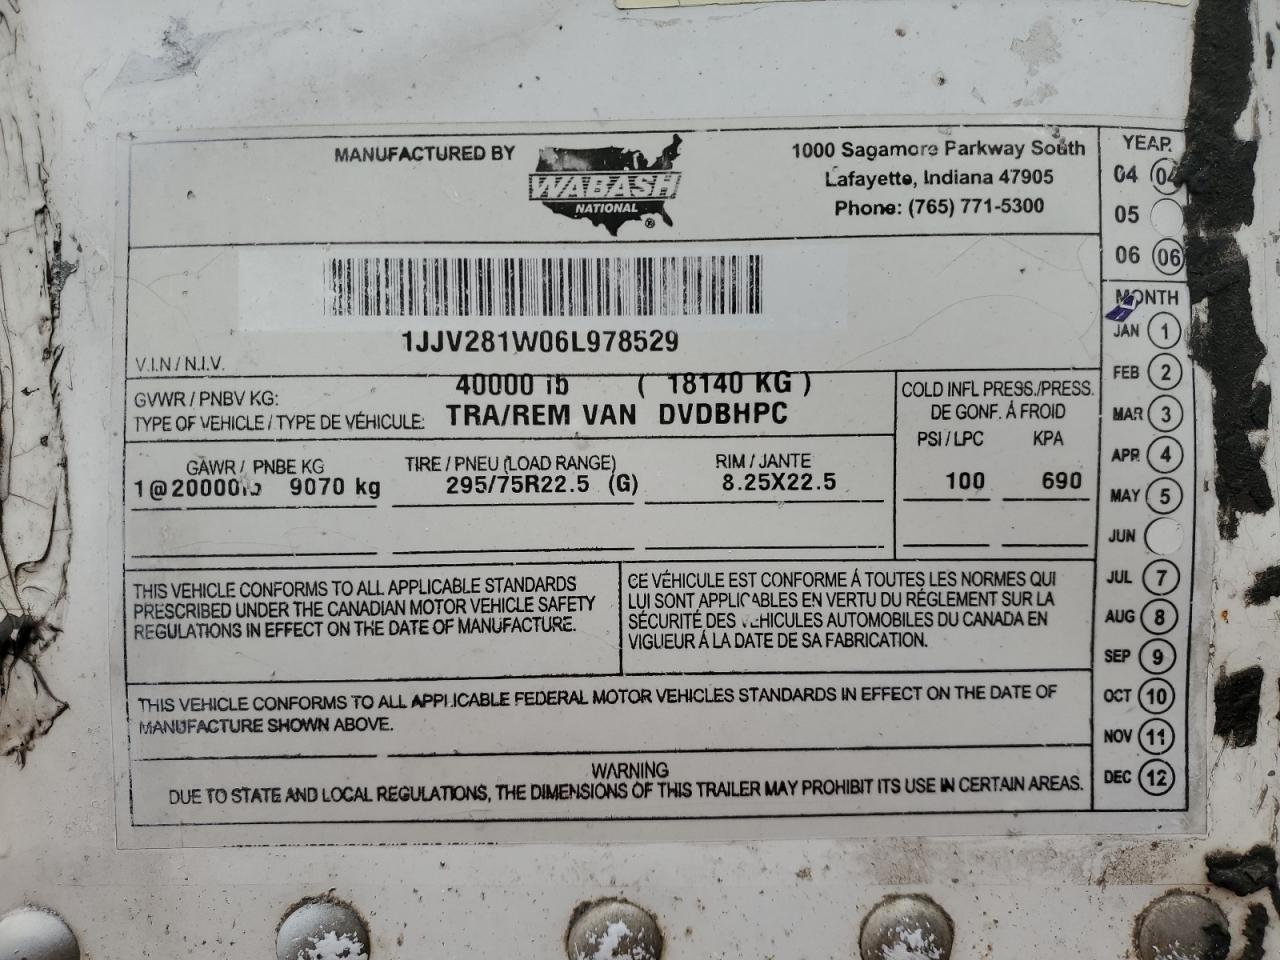 MANUFACTURED BY
WABASH
NATIONAL
®
1000 Sagamore Parkway South
Lafayette, Indiana 47905
Phone: (765) 771-5300
1JJV281W06L978529
V.I.N / N.I.V.
GVWR / PNBV KG: 40000 lb ( 18140 KG )
TYPE OF VEHICLE / TYPE DE VÉHICULE: TRA/REM VAN DVDBHPC
COLD INFL PRESS./PRESS.
DE GONF. Á FROID
PSI / LPC KPA
100 690
GAWR / PNBE KG TIRE / PNEU (LOAD RANGE) RIM / JANTE
1@20000lb 9070 kg 295/75R22.5 (G) 8.25X22.5
THIS VEHICLE CONFORMS TO ALL APPLICABLE STANDARDS
PRESCRIBED UNDER THE CANADIAN MOTOR VEHICLE SAFETY
REGULATIONS IN EFFECT ON THE DATE OF MANUFACTURE.
CE VÉHICULE EST CONFORME Á TOUTES LES NORMES QUI
LUI SONT APPLICABLES EN VERTU DU RÉGLEMENT SUR LA
SÉCURITÉ DES VEHICULES AUTOMOBILES DU CANADA EN
VIGUEUR Á LA DATE DE SA FABRICATION.
THIS VEHICLE CONFORMS TO ALL APPLICABLE FEDERAL MOTOR VEHICLES STANDARDS IN EFFECT ON THE DATE OF
MANUFACTURE SHOWN ABOVE.
WARNING
DUE TO STATE AND LOCAL REGULATIONS, THE DIMENSIONS OF THIS TRAILER MAY PROHIBIT ITS USE IN CERTAIN AREAS.
YEAR
04 04
05
06 06
MONTH
JAN 1
FEB 2
MAR 3
APR 4
MAY 5
JUN
JUL 7
AUG 8
SEP 9
OCT 10
NOV 11
DEC 12